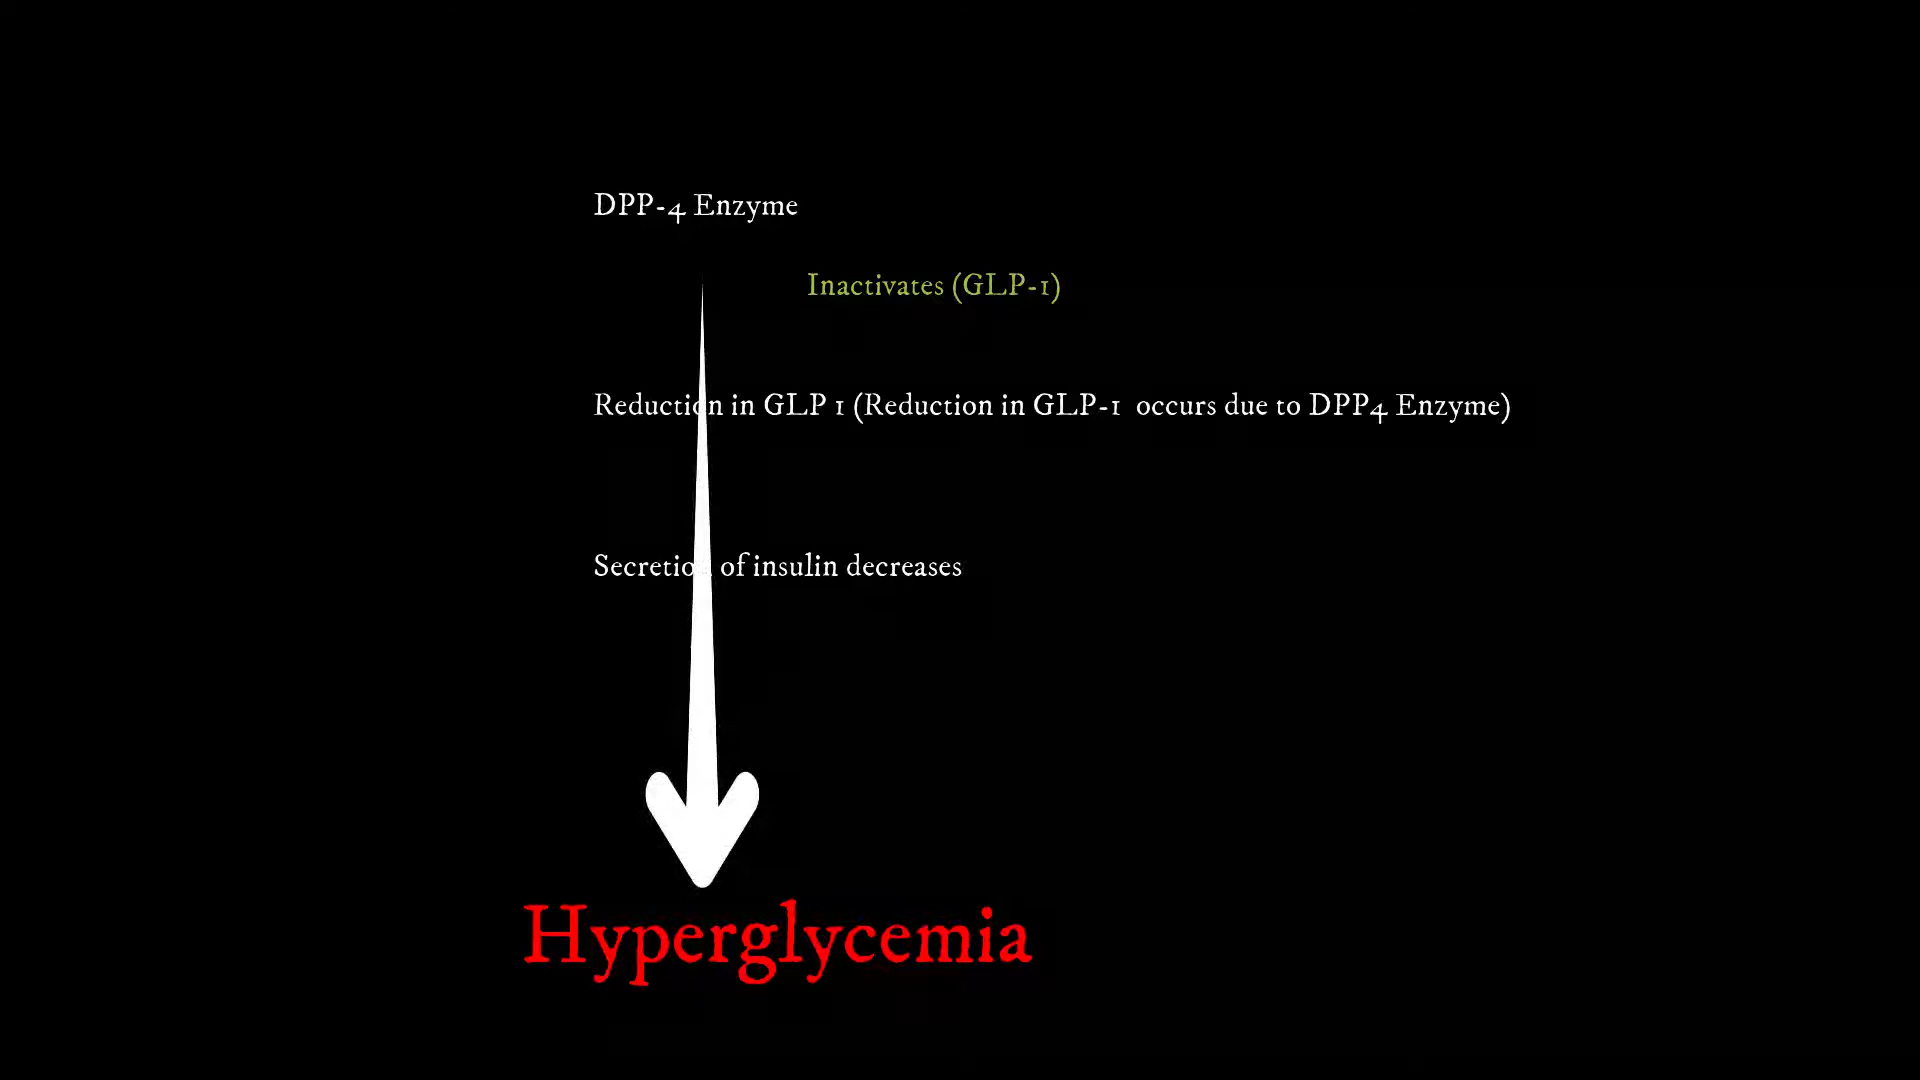 DPP-4 Enzyme
Inactivates (GLP-1)
Reduction in GLP 1 (Reduction in GLP-1 occurs due to DPP4 Enzyme)
Secretion of insulin decreases
Hyperglycemia